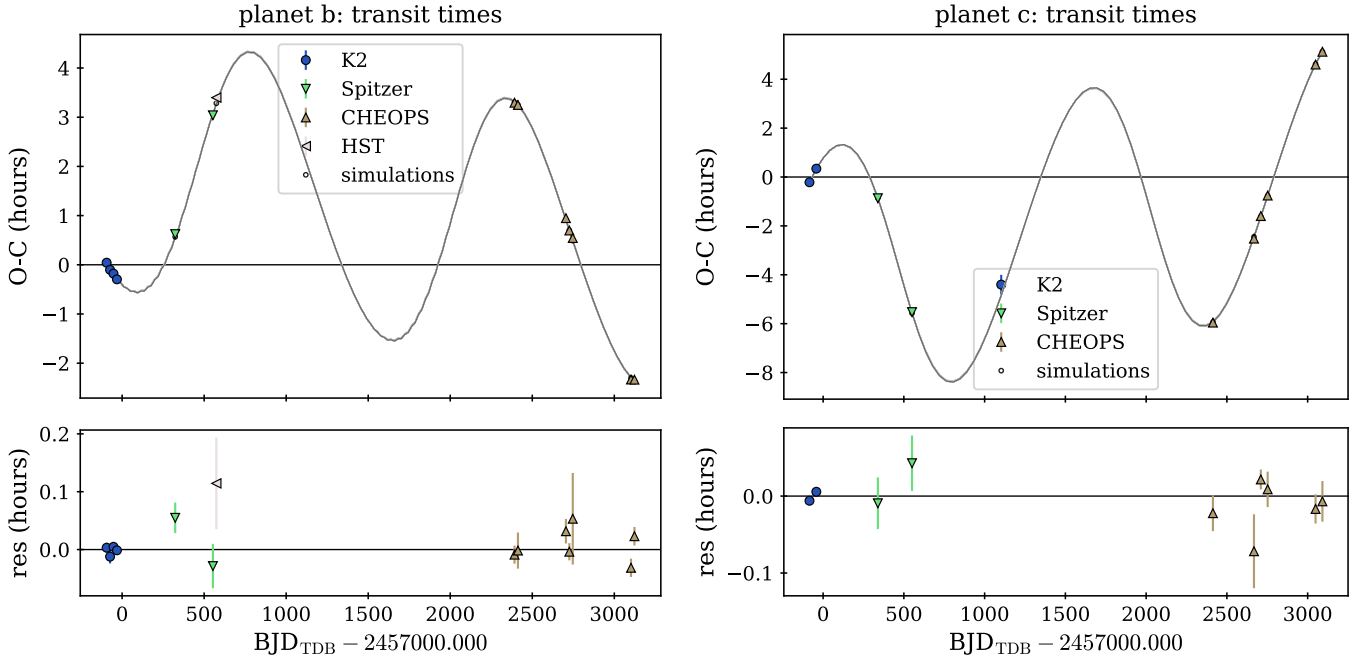 planet b: transit times
O-C (hours)
4
3
2
1
0
−1
−2
K2
Spitzer
CHEOPS
HST
simulations
res (hours)
0.2
0.1
0.0
0 500 1000 1500 2000 2500 3000
BJD_TDB − 2457000.000
planet c: transit times
O-C (hours)
4
2
0
−2
−4
−6
−8
K2
Spitzer
CHEOPS
simulations
res (hours)
0.0
−0.1
0 500 1000 1500 2000 2500 3000
BJD_TDB − 2457000.000